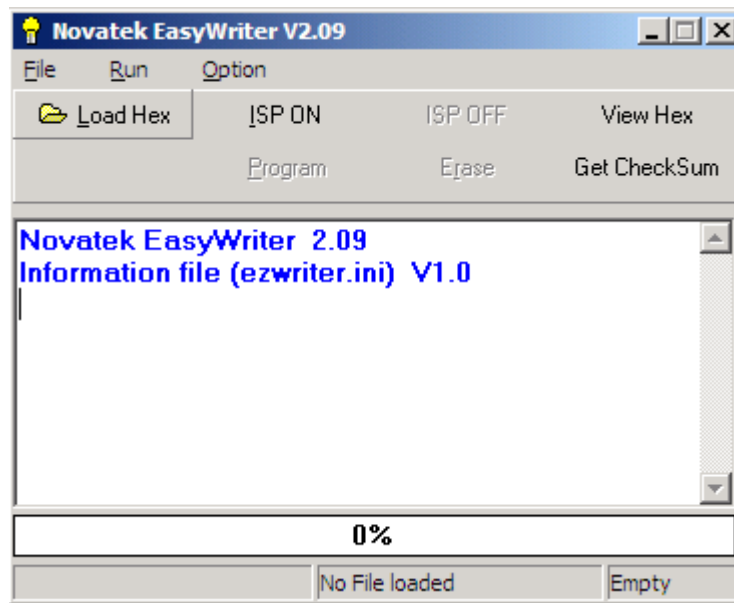 Novatek EasyWriter V2.09
File Run Option
Load Hex ISP ON ISP OFF View Hex
Program Erase Get CheckSum
Novatek EasyWriter 2.09
Information file (ezwriter.ini) V1.0
0%
No File loaded Empty